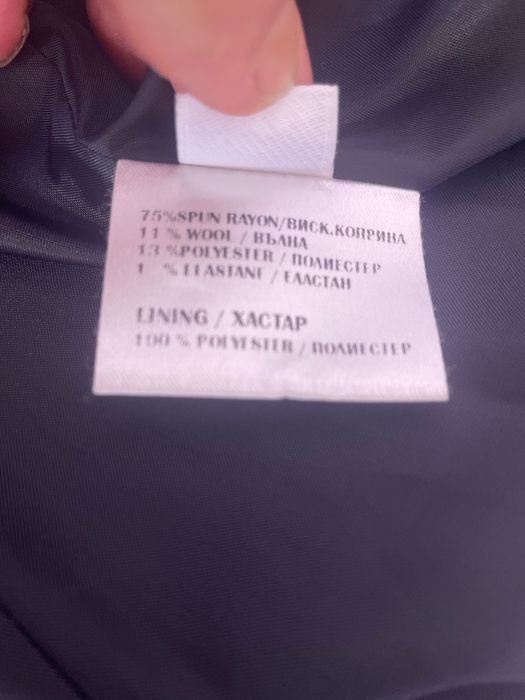 75%SPUN RAYON/ВИСК.КОПРИНА
11 % WOOL / ВЪЛНА
13 %POLYESTER / ПОЛИЕСТЕР
1 % ELASTANE / ЕЛАСТАН
LINING / ХАСТАР
100 % POLYESTER / ПОЛИЕСТЕР